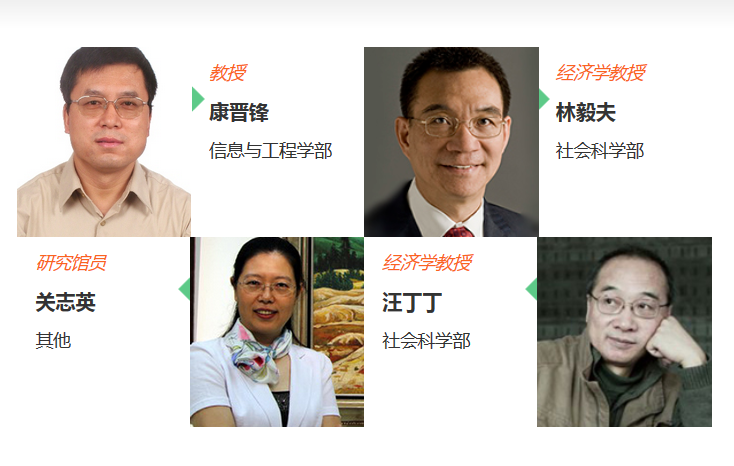 教授
康晋锋
信息与工程学部
经济学教授
林毅夫
社会科学部
研究馆员
关志英
其他
经济学教授
汪丁丁
社会科学部